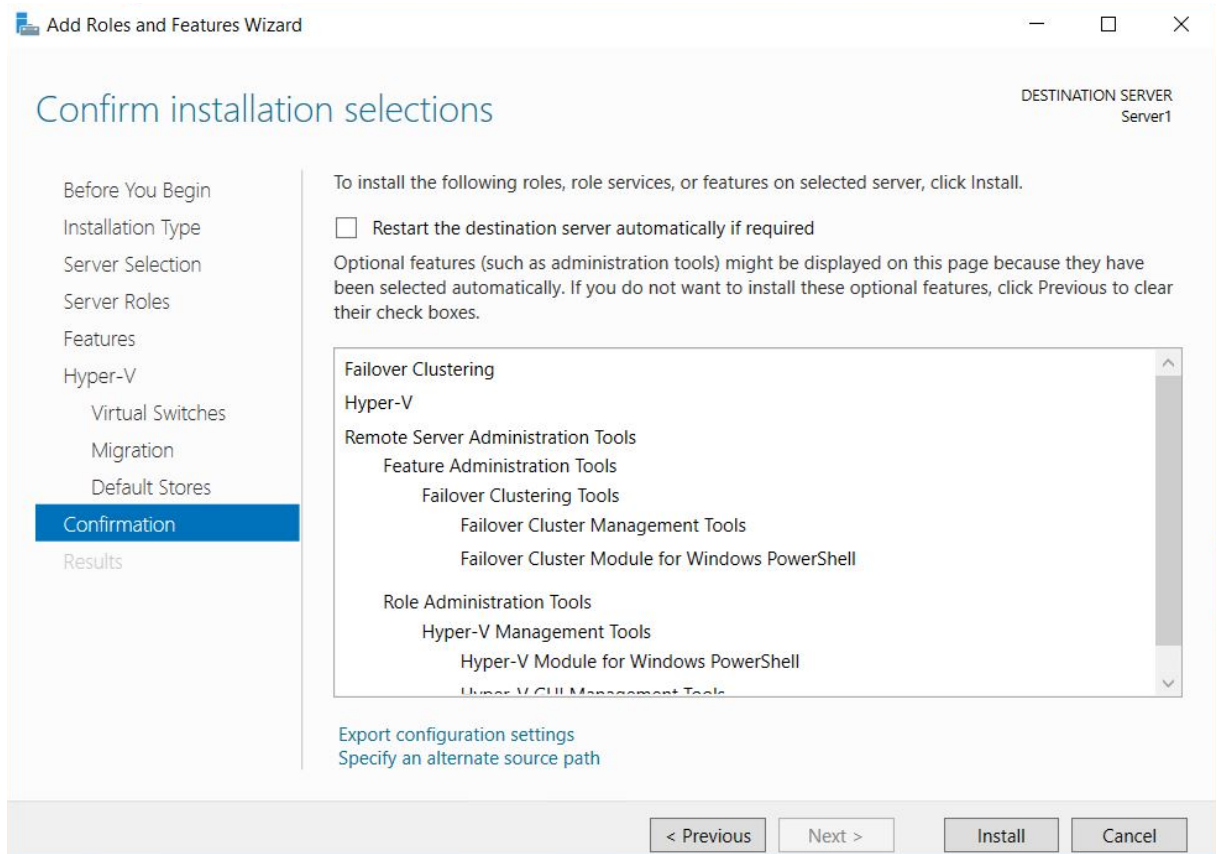 Add Roles and Features Wizard
Confirm installation selections
DESTINATION SERVER
Server1
Before You Begin
Installation Type
Server Selection
Server Roles
Features
Hyper-V
Virtual Switches
Migration
Default Stores
Confirmation
Results
To install the following roles, role services, or features on selected server, click Install.
Restart the destination server automatically if required
Optional features (such as administration tools) might be displayed on this page because they have
been selected automatically. If you do not want to install these optional features, click Previous to clear
their check boxes.
Failover Clustering
Hyper-V
Remote Server Administration Tools
Feature Administration Tools
Failover Clustering Tools
Failover Cluster Management Tools
Failover Cluster Module for Windows PowerShell
Role Administration Tools
Hyper-V Management Tools
Hyper-V Module for Windows PowerShell
Hyper-V GUI Management Tools
Export configuration settings
Specify an alternate source path
< Previous
Next >
Install
Cancel